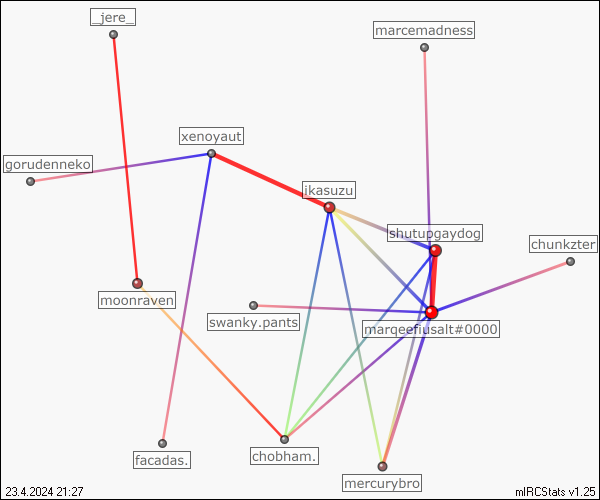 _jere_
marcemadness
xenoyaut
gorudenneko
ikasuzu
shutupgaydog
chunkzter
moonraven
swanky.pants
marqeefiusalt#0000
facadas.
chobham.
mercurybro
23.4.2024 21:27
mIRCStats v1.25